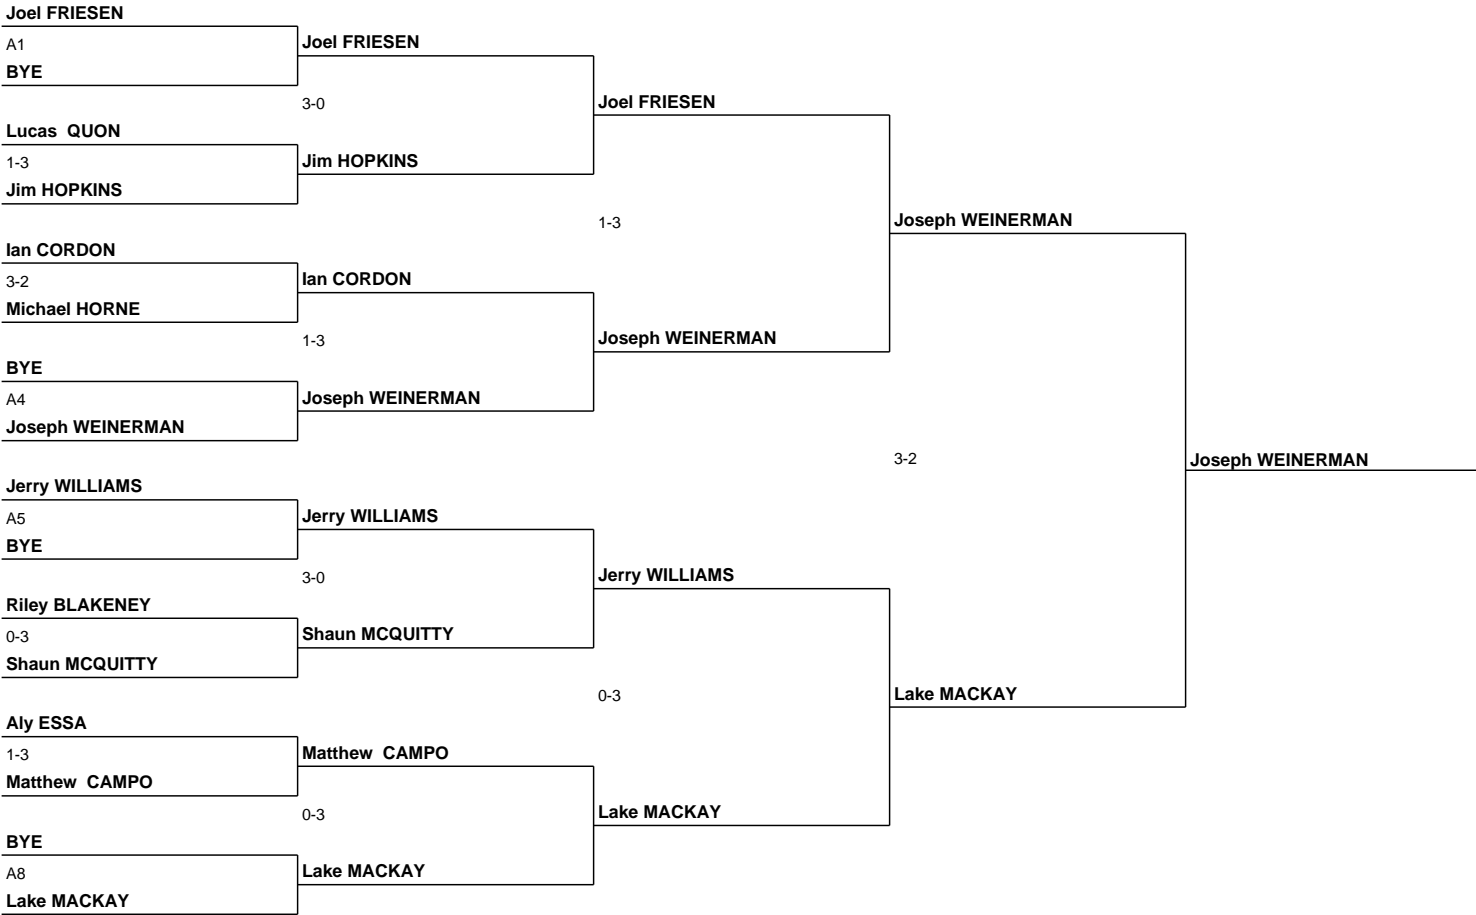 Joel FRIESEN
A1
BYE
Lucas  QUON
1-3
Jim HOPKINS
Ian CORDON
3-2
Michael HORNE
BYE
A4
Joseph WEINERMAN
Jerry WILLIAMS
A5
BYE
Riley BLAKENEY
0-3
Shaun MCQUITTY
Aly ESSA
1-3
Matthew  CAMPO
BYE
A8
Lake MACKAY
Joel FRIESEN
3-0
Jim HOPKINS
Ian CORDON
1-3
Joseph WEINERMAN
Jerry WILLIAMS
3-0
Shaun MCQUITTY
Matthew  CAMPO
0-3
Lake MACKAY
Joel FRIESEN
1-3
Joseph WEINERMAN
Jerry WILLIAMS
0-3
Lake MACKAY
Joseph WEINERMAN
3-2
Lake MACKAY
Joseph WEINERMAN